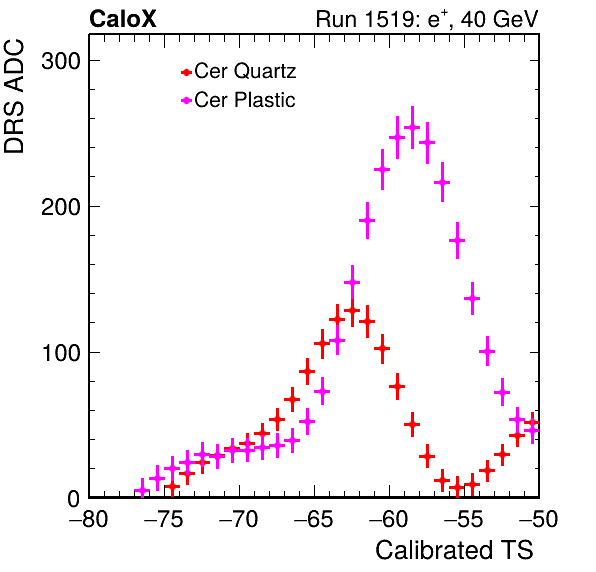 CaloX Run 1519: e⁺, 40 GeV
DRS ADC
300
200
100
0
Cer Quartz
Cer Plastic
−80 −75 −70 −65 −60 −55 −50
Calibrated TS